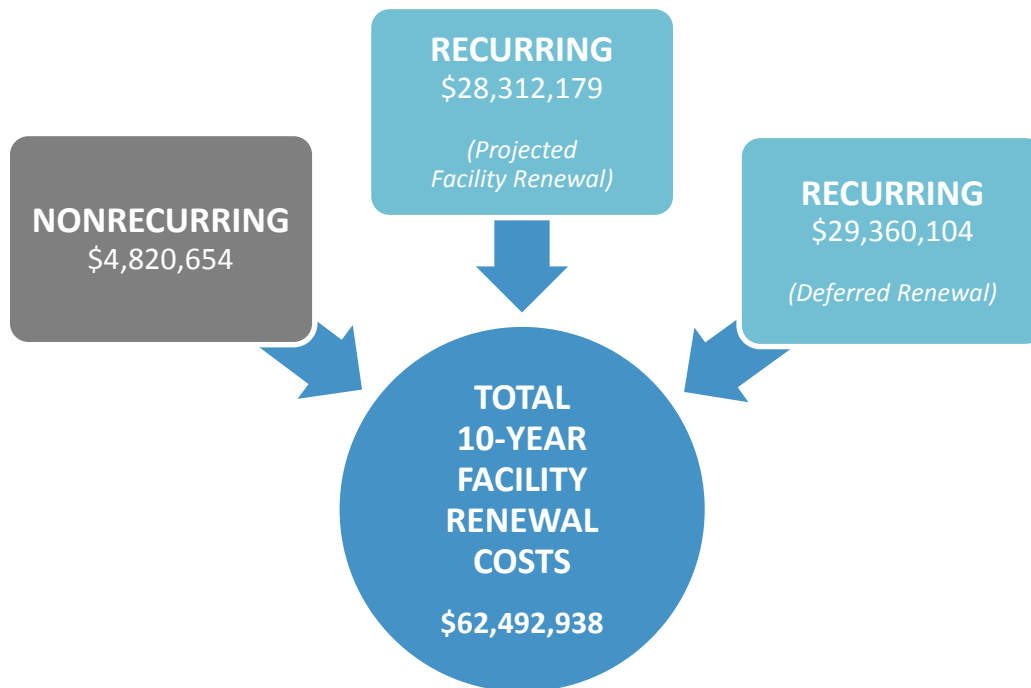 NONRECURRING
$4,820,654
RECURRING
$28,312,179
(Projected
Facility Renewal)
RECURRING
$29,360,104
(Deferred Renewal)
TOTAL
10-YEAR
FACILITY
RENEWAL
COSTS
$62,492,938